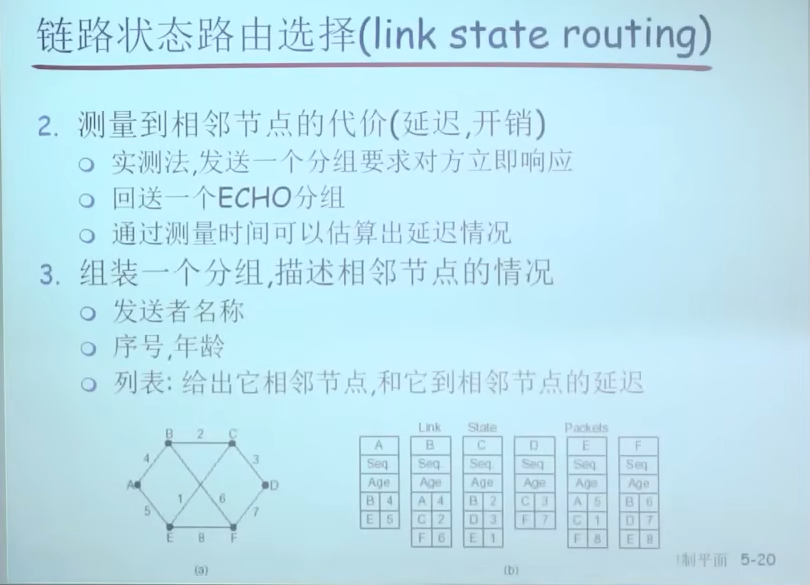 链路状态路由选择(link state routing)
2. 测量到相邻节点的代价(延迟,开销)
实测法,发送一个分组要求对方立即响应
回送一个ECHO分组
通过测量时间可以估算出延迟情况
3. 组装一个分组,描述相邻节点的情况
发送者名称
序号,年龄
列表: 给出它相邻节点,和它到相邻节点的延迟
B 2 C
4 3
A D
1 6
5 7
E 8 F
(a)
Link State Packets
A B C D E F
Seq. Seq. Seq. Seq. Seq. Seq.
Age Age Age Age Age Age
B 4 A 4 B 2 C 3 A 5 B 6
E 5 C 2 D 3 F 7 C 1 D 7
F 6 E 1 F 8 E 8
(b)
制平面 5-20